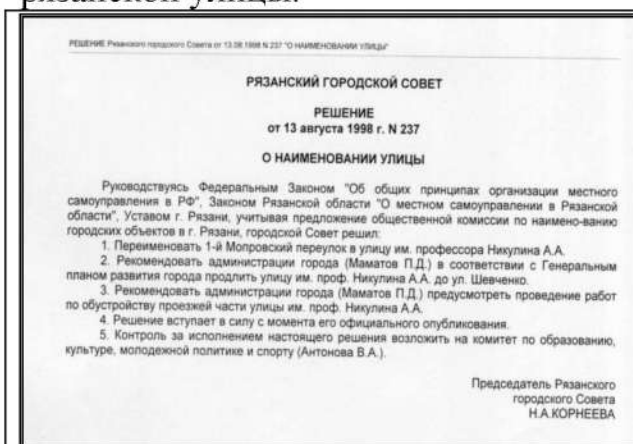 рязанской улицы.
РЕШЕНИЕ Рязанского городского Совета от 13.08.1998 N 237 "О НАИМЕНОВАНИИ УЛИЦЫ"
РЯЗАНСКИЙ ГОРОДСКОЙ СОВЕТ
РЕШЕНИЕ
от 13 августа 1998 г. N 237
О НАИМЕНОВАНИИ УЛИЦЫ
Руководствуясь Федеральным Законом "Об общих принципах организации местного
самоуправления в РФ", Законом Рязанской области "О местном самоуправлении в Рязанской
области", Уставом г. Рязани, учитывая предложение общественной комиссии по наимено-ванию
городских объектов в г. Рязани, городской Совет решил:
1. Переименовать 1-й Мопровский переулок в улицу им. профессора Никулина А.А.
2. Рекомендовать администрации города (Маматов П.Д.) в соответствии с Генеральным
планом развития города продлить улицу им. проф. Никулина А.А. до ул. Шевченко.
3. Рекомендовать администрации города (Маматов П.Д.) предусмотреть проведение работ
по обустройству проезжей части улицы им. проф. Никулина А.А.
4. Решение вступает в силу с момента его официального опубликования.
5. Контроль за исполнением настоящего решения возложить на комитет по образованию,
культуре, молодежной политике и спорту (Антонова В.А.).
Председатель Рязанского
городского Совета
Н.А.КОРНЕЕВА